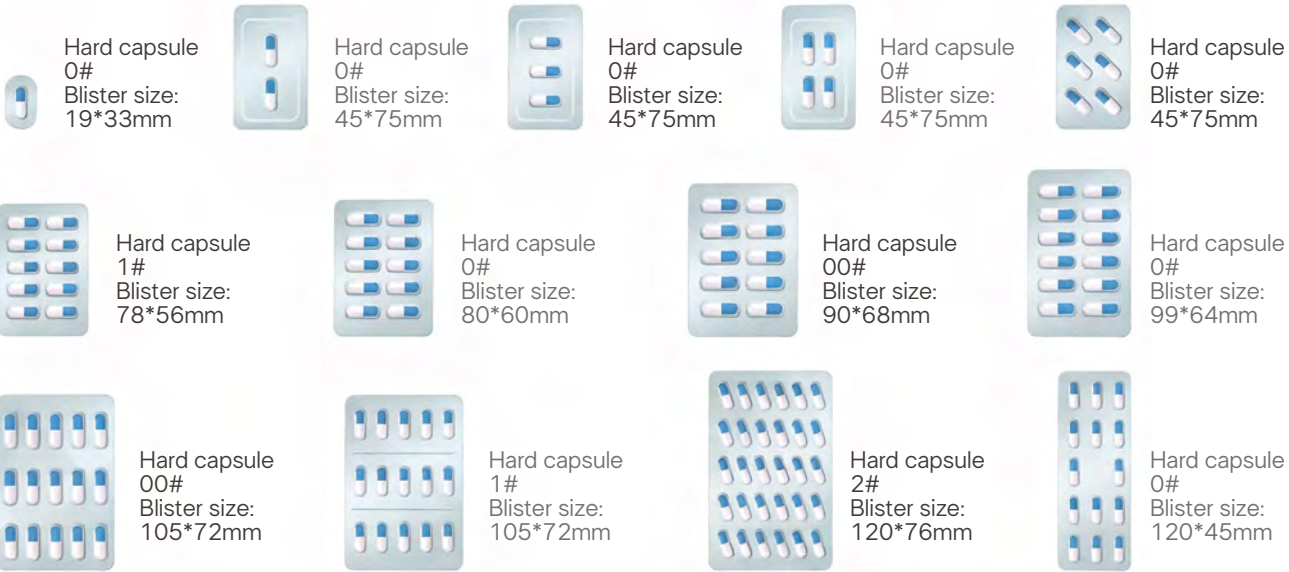 Hard capsule
0#
Blister size:
19*33mm
Hard capsule
0#
Blister size:
45*75mm
Hard capsule
0#
Blister size:
45*75mm
Hard capsule
0#
Blister size:
45*75mm
Hard capsule
0#
Blister size:
45*75mm
Hard capsule
1#
Blister size:
78*56mm
Hard capsule
0#
Blister size:
80*60mm
Hard capsule
00#
Blister size:
90*68mm
Hard capsule
0#
Blister size:
99*64mm
Hard capsule
00#
Blister size:
105*72mm
Hard capsule
1#
Blister size:
105*72mm
Hard capsule
2#
Blister size:
120*76mm
Hard capsule
0#
Blister size:
120*45mm